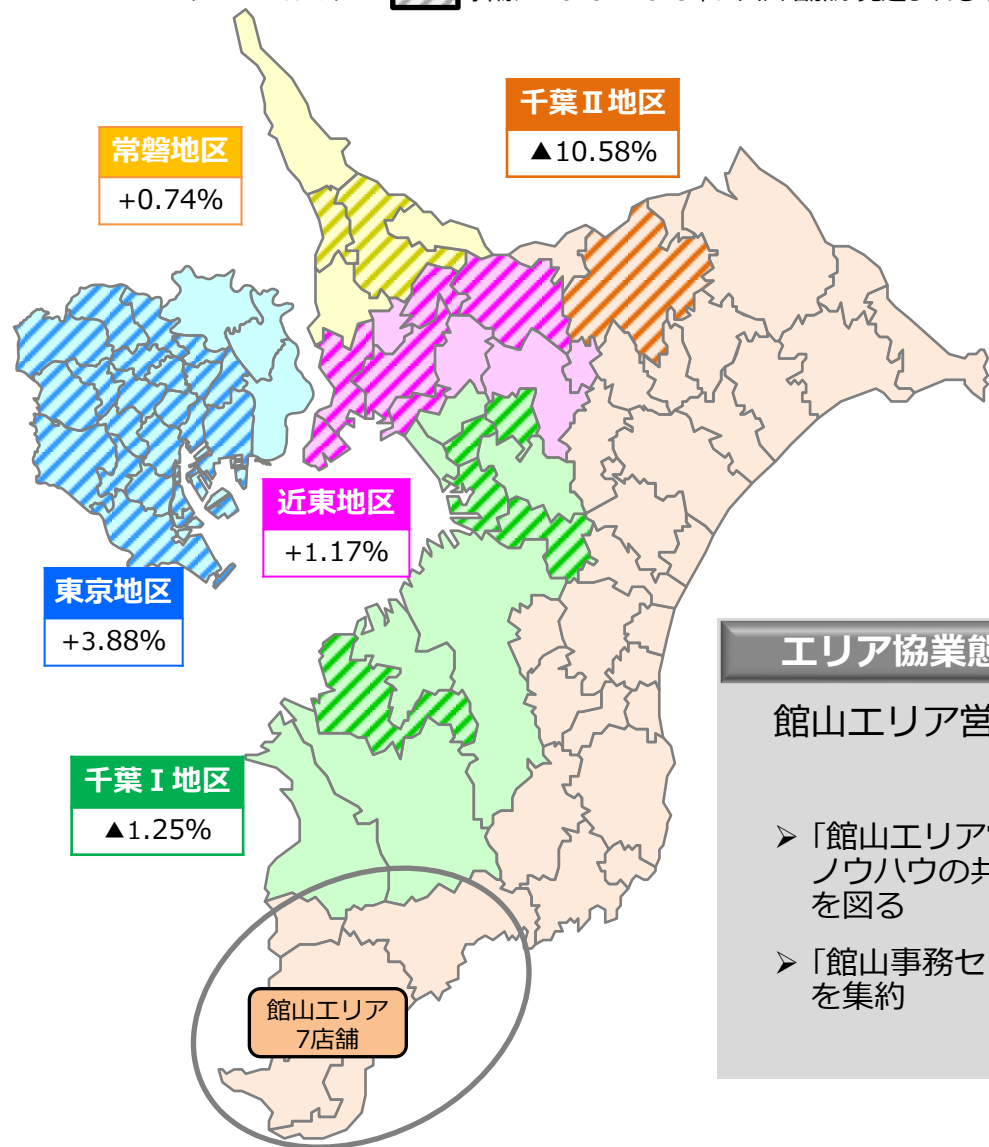 千葉Ⅱ地区
▲10.58%
常磐地区
+0.74%
近東地区
+1.17%
東京地区
+3.88%
千葉Ⅰ地区
▲1.25%
館山エリア
7店舗
エリア協業態
館山エリア営
➢「館山エリア
ノウハウの共
を図る
➢「館山事務セ
を集約